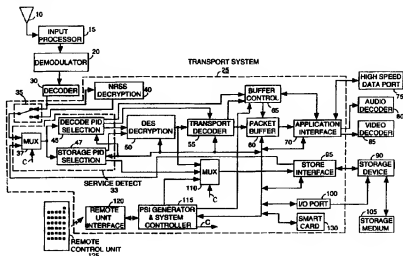 10
INPUT PROCESSOR
15
DEMODULATOR
20
TRANSPORT SYSTEM
25
DECODER
30
35
NRSS DECRYPTION
40
BUFFER CONTROL
65
HIGH SPEED DATA PORT
75
AUDIO DECODER
80
VIDEO DECODER
85
MUX
37
C
DECODE PID SELECTION
45
47
STORAGE PID SELECTION
DES DECRYPTION
50
TRANSPORT DECODER
55
PACKET BUFFER
60
APPLICATION INTERFACE
70
SERVICE DETECT
33
MUX
110
C
STORE INTERFACE
95
STORAGE DEVICE
90
I/O PORT
100
SMART CARD
130
STORAGE MEDIUM
105
REMOTE UNIT INTERFACE
120
PSI GENERATOR & SYSTEM CONTROLLER
115
C
REMOTE CONTROL UNIT
125